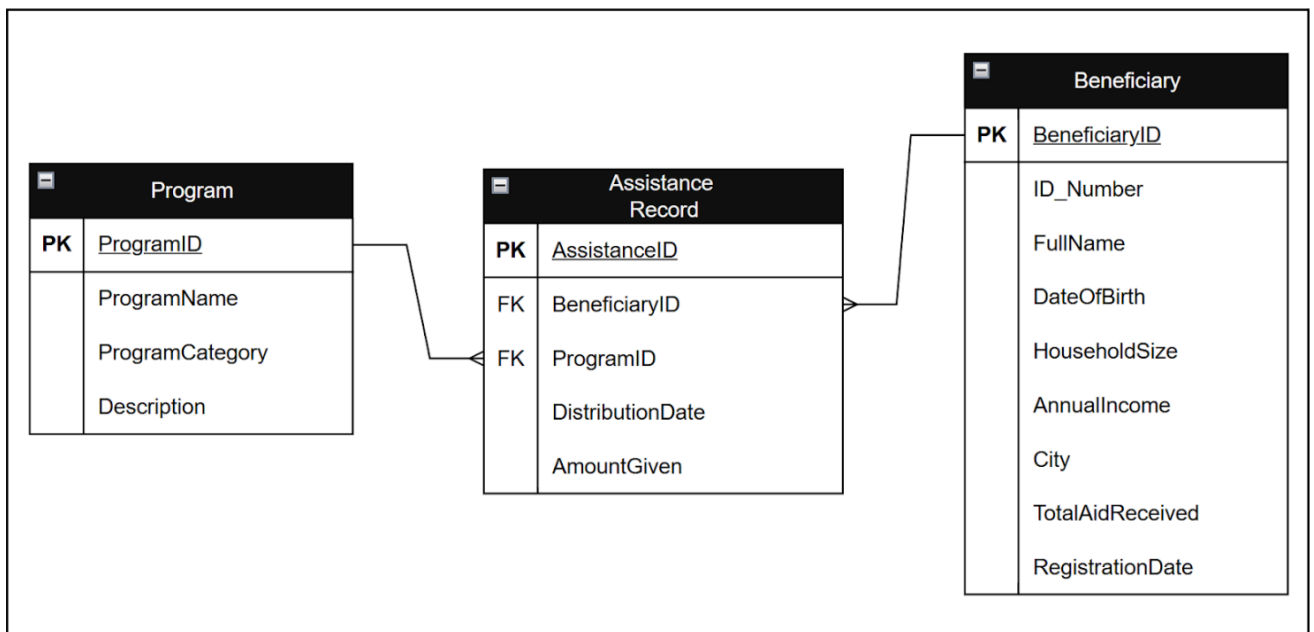 Program
PK ProgramID
ProgramName
ProgramCategory
Description
Assistance
Record
PK AssistanceID
FK BeneficiaryID
FK ProgramID
DistributionDate
AmountGiven
Beneficiary
PK BeneficiaryID
ID_Number
FullName
DateOfBirth
HouseholdSize
AnnualIncome
City
TotalAidReceived
RegistrationDate